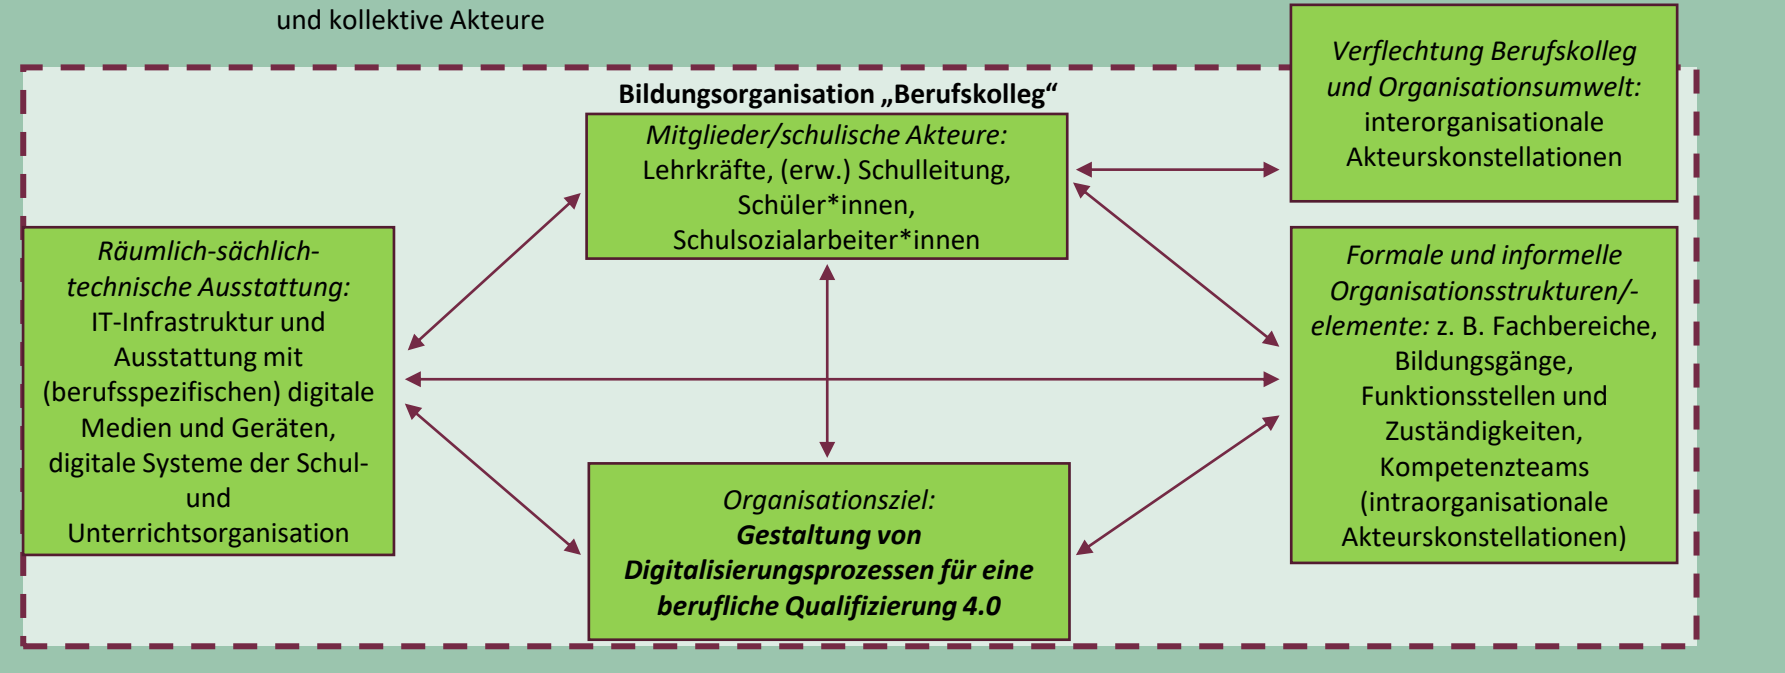 und kollektive Akteure
Bildungsorganisation „Berufskolleg“
Mitglieder/schulische Akteure:
Lehrkräfte, (erw.) Schulleitung,
Schüler*innen,
Schulsozialarbeiter*innen
Verflechtung Berufskolleg
und Organisationsumwelt:
interorganisationale
Akteurskonstellationen
Räumlich-sächlich-
technische Ausstattung:
IT-Infrastruktur und
Ausstattung mit
(berufsspezifischen) digitale
Medien und Geräten,
digitale Systeme der Schul-
und
Unterrichtsorganisation
Formale und informelle
Organisationsstrukturen/-
elemente: z. B. Fachbereiche,
Bildungsgänge,
Funktionsstellen und
Zuständigkeiten,
Kompetenzteams
(intraorganisationale
Akteurskonstellationen)
Organisationsziel:
Gestaltung von
Digitalisierungsprozessen für eine
berufliche Qualifizierung 4.0